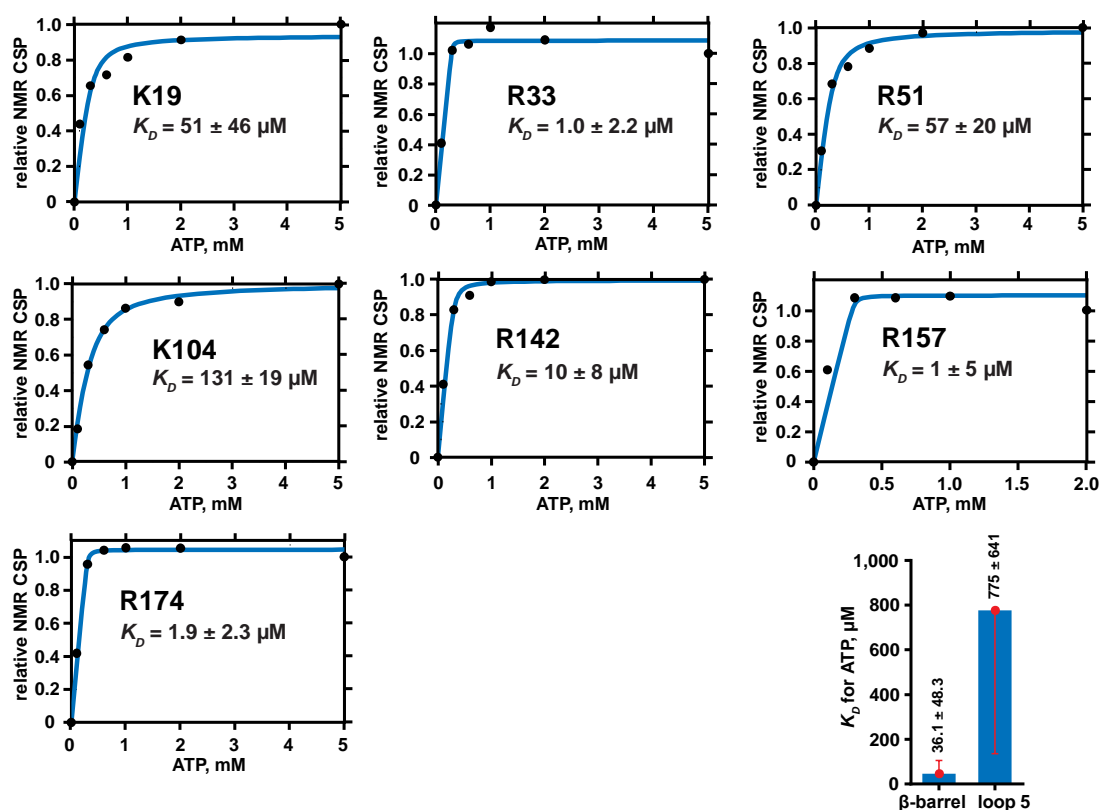 relative NMR CSP
1.0
0.8
0.6
0.4
0.2
0
K19
K_D = 51 ± 46 µM
0 1 2 3 4 5
ATP, mM
relative NMR CSP
1.0
0.8
0.6
0.4
0.2
0
R33
K_D = 1.0 ± 2.2 µM
0 1 2 3 4 5
ATP, mM
relative NMR CSP
1.0
0.8
0.6
0.4
0.2
0
R51
K_D = 57 ± 20 µM
0 1 2 3 4 5
ATP, mM
relative NMR CSP
1.0
0.8
0.6
0.4
0.2
0
K104
K_D = 131 ± 19 µM
0 1 2 3 4 5
ATP, mM
relative NMR CSP
1.0
0.8
0.6
0.4
0.2
0
R142
K_D = 10 ± 8 µM
0 1 2 3 4 5
ATP, mM
relative NMR CSP
1.0
0.8
0.6
0.4
0.2
0
R157
K_D = 1 ± 5 µM
0 0.5 1.0 1.5 2.0
ATP, mM
relative NMR CSP
1.0
0.8
0.6
0.4
0.2
0
R174
K_D = 1.9 ± 2.3 µM
0 1 2 3 4 5
ATP, mM
K_D for ATP, µM
1,000
800
600
400
200
0
36.1 ± 48.3
775 ± 641
β-barrel loop 5